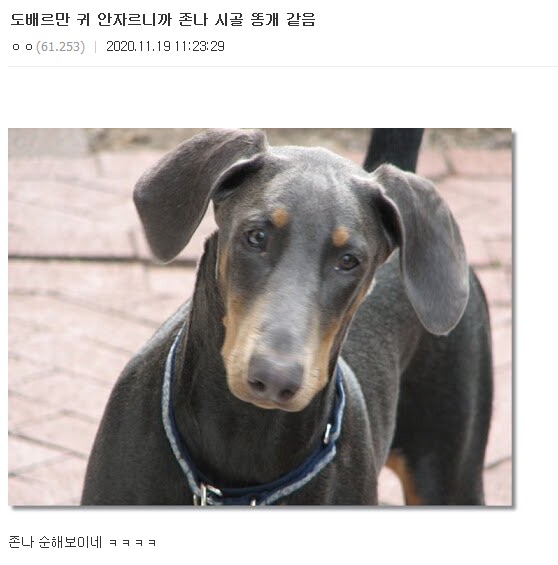 도배르만 귀 안자르니까 존나 시골 똥개 같음
ㅇㅇ(61.253) | 2020.11.19 11:23:29
존나 순해보이네 ㅋㅋㅋㅋ